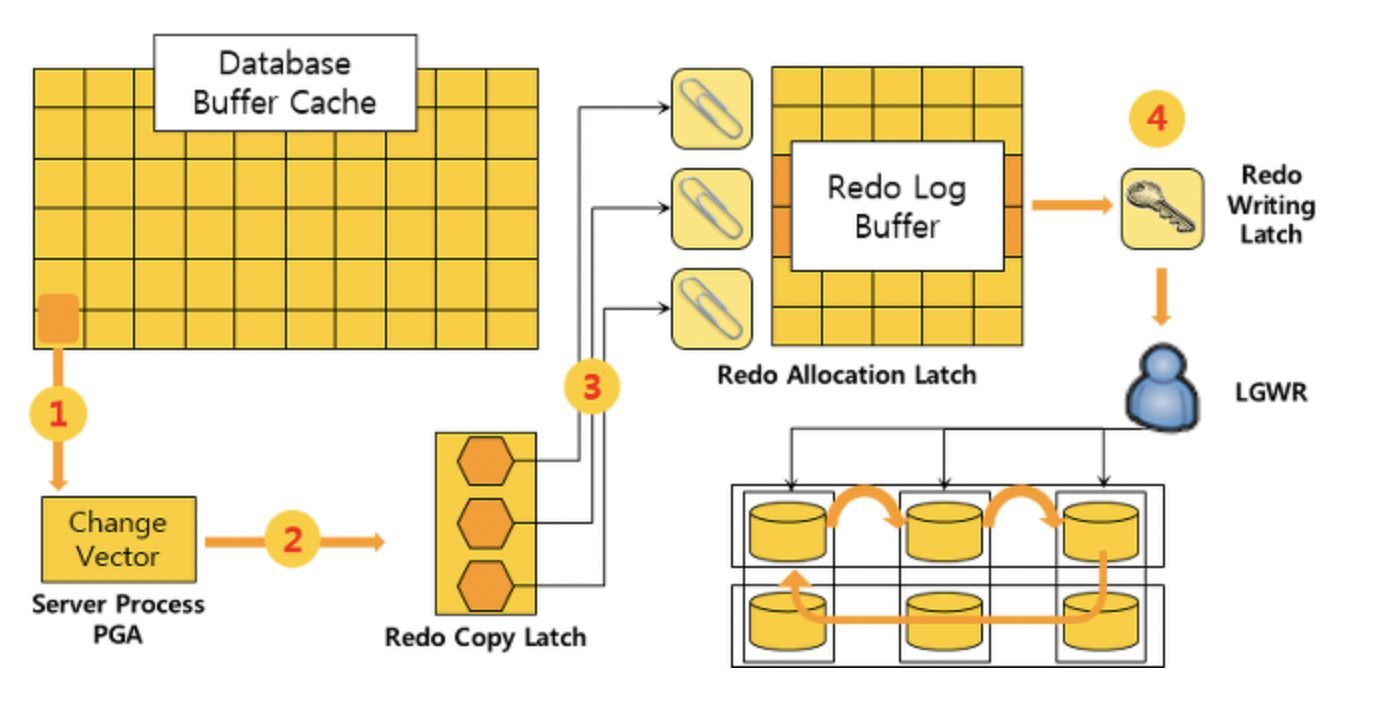 Database
Buffer Cache
Redo Log
Buffer
4
Redo
Writing
Latch
Redo Allocation Latch
LGWR
1
3
Change
Vector
2
Server Process
PGA
Redo Copy Latch